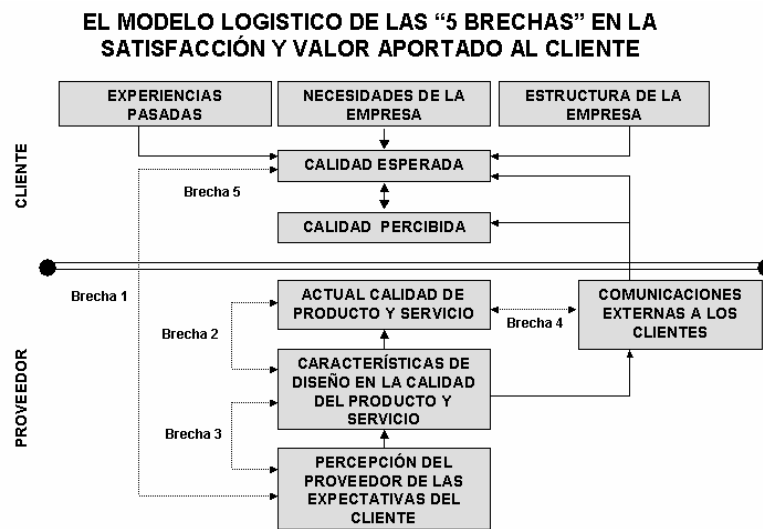 EL MODELO LOGISTICO DE LAS “5 BRECHAS” EN LA
SATISFACCIÓN Y VALOR APORTADO AL CLIENTE
EXPERIENCIAS
PASADAS
NECESIDADES DE LA
EMPRESA
ESTRUCTURA DE LA
EMPRESA
CLIENTE
CALIDAD ESPERADA
Brecha 5
CALIDAD PERCIBIDA
Brecha 1
PROVEEDOR
ACTUAL CALIDAD DE
PRODUCTO Y SERVICIO
Brecha 4
COMUNICACIONES
EXTERNAS A LOS
CLIENTES
Brecha 2
CARACTERÍSTICAS DE
DISEÑO EN LA CALIDAD
DEL PRODUCTO Y
SERVICIO
Brecha 3
PERCEPCIÓN DEL
PROVEEDOR DE LAS
EXPECTATIVAS DEL
CLIENTE